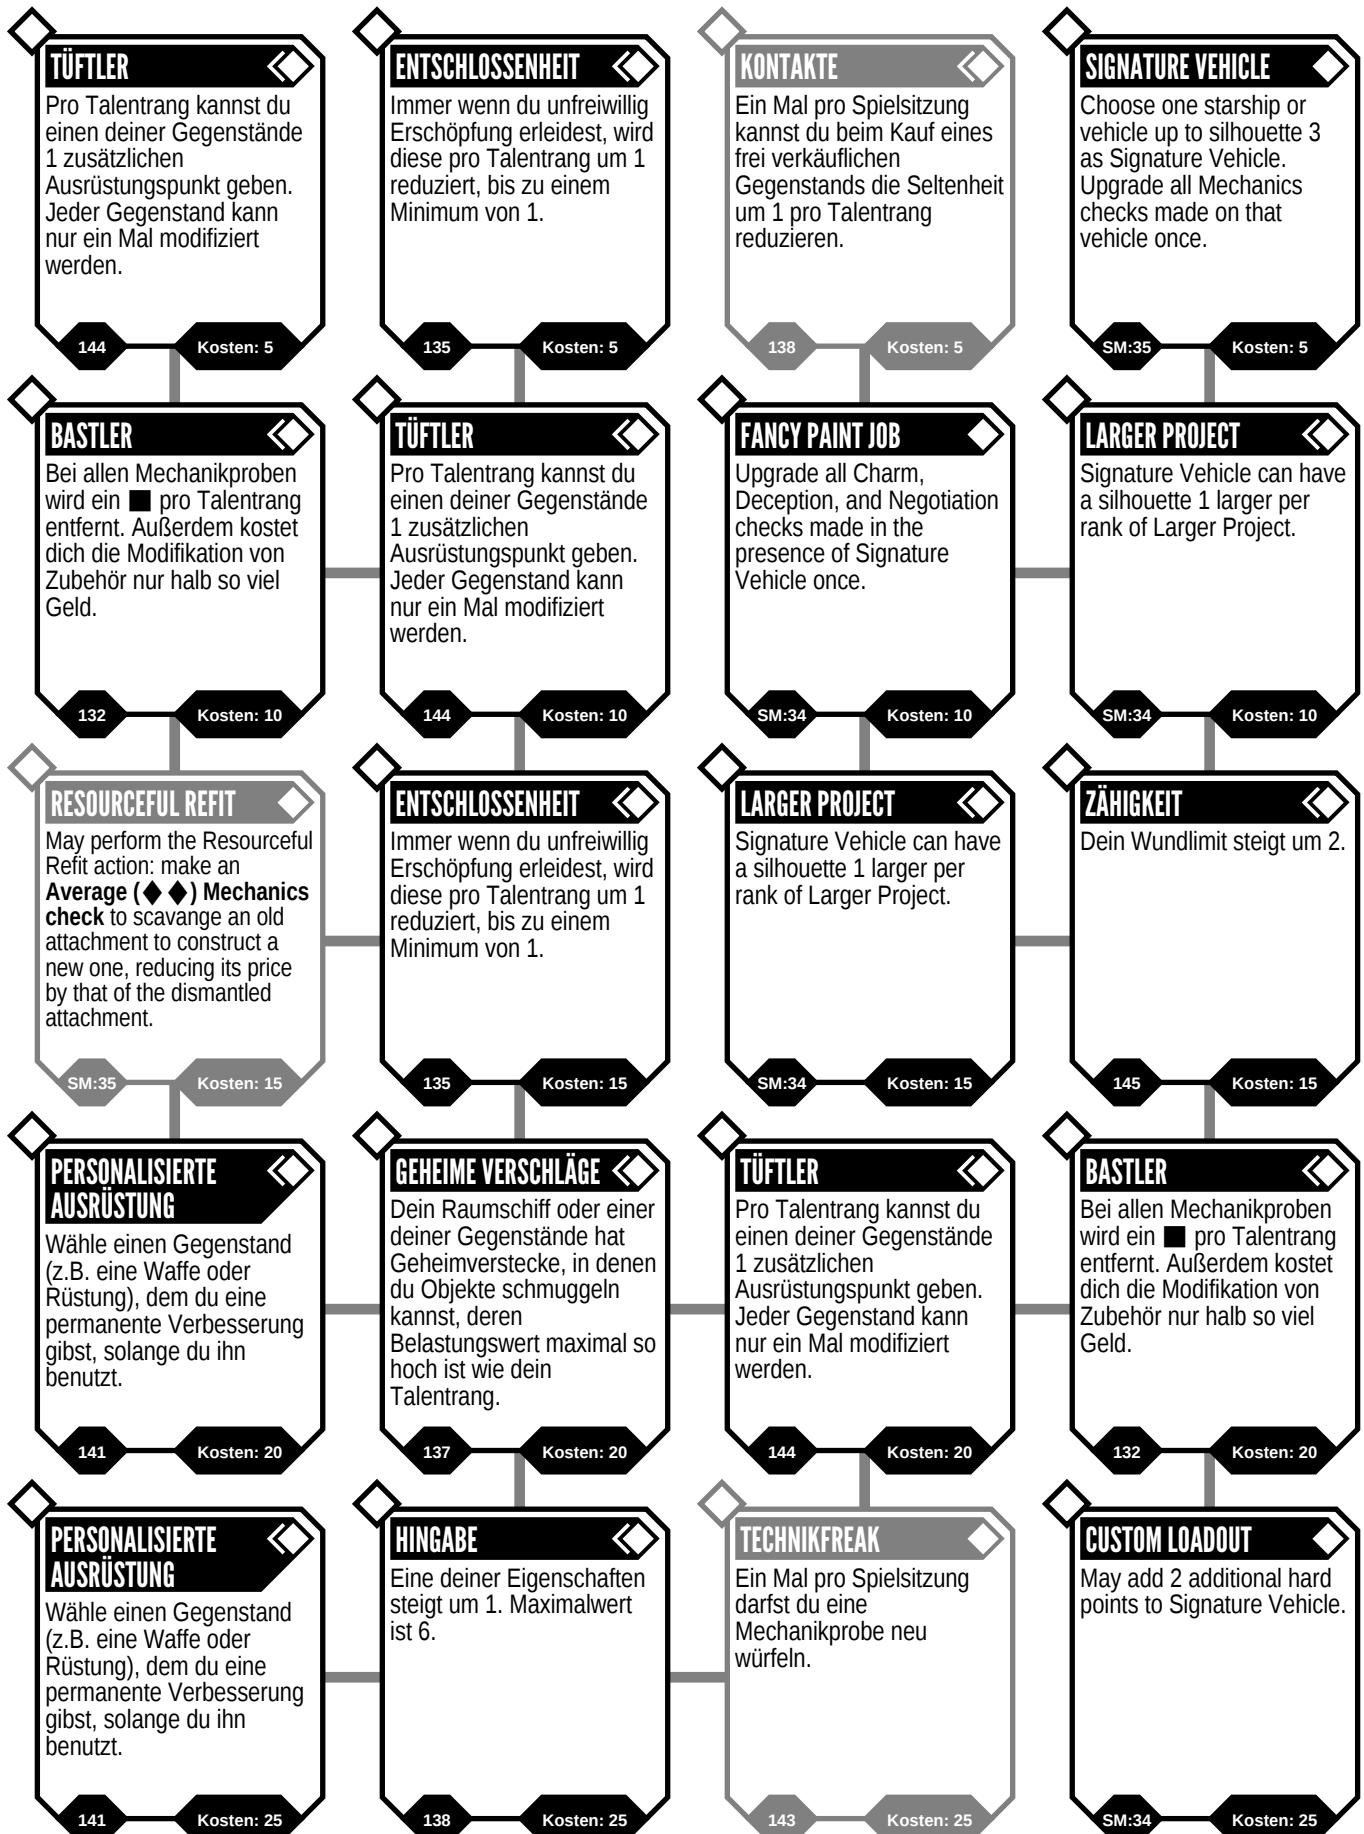 TÜFTLER
Pro Talentrang kannst du
einen deiner Gegenstände
1 zusätzlichen
Ausrüstungspunkt geben.
Jeder Gegenstand kann
nur ein Mal modifiziert
werden.
144
Kosten: 5
ENTSCHLOSSENHEIT
Immer wenn du unfreiwillig
Erschöpfung erleidest, wird
diese pro Talentrang um 1
reduziert, bis zu einem
Minimum von 1.
135
Kosten: 5
KONTAKTE
Ein Mal pro Spielsitzung
kannst du beim Kauf eines
frei verkäuflichen
Gegenstands die Seltenheit
um 1 pro Talentrang
reduzieren.
138
Kosten: 5
SIGNATURE VEHICLE
Choose one starship or
vehicle up to silhouette 3
as Signature Vehicle.
Upgrade all Mechanics
checks made on that
vehicle once.
SM:35
Kosten: 5
BASTLER
Bei allen Mechanikproben
wird ein ■ pro Talentrang
entfernt. Außerdem kostet
dich die Modifikation von
Zubehör nur halb so viel
Geld.
132
Kosten: 10
TÜFTLER
Pro Talentrang kannst du
einen deiner Gegenstände
1 zusätzlichen
Ausrüstungspunkt geben.
Jeder Gegenstand kann
nur ein Mal modifiziert
werden.
144
Kosten: 10
FANCY PAINT JOB
Upgrade all Charm,
Deception, and Negotiation
checks made in the
presence of Signature
Vehicle once.
SM:34
Kosten: 10
LARGER PROJECT
Signature Vehicle can have
a silhouette 1 larger per
rank of Larger Project.
SM:34
Kosten: 10
RESOURCEFUL REFIT
May perform the Resourceful
Refit action: make an
Average (♦♦) Mechanics
check to scavange an old
attachment to construct a
new one, reducing its price
by that of the dismantled
attachment.
SM:35
Kosten: 15
ENTSCHLOSSENHEIT
Immer wenn du unfreiwillig
Erschöpfung erleidest, wird
diese pro Talentrang um 1
reduziert, bis zu einem
Minimum von 1.
135
Kosten: 15
LARGER PROJECT
Signature Vehicle can have
a silhouette 1 larger per
rank of Larger Project.
SM:34
Kosten: 15
ZÄHIGKEIT
Dein Wundlimit steigt um 2.
145
Kosten: 15
PERSONALISIERTE
AUSRÜSTUNG
Wähle einen Gegenstand
(z.B. eine Waffe oder
Rüstung), dem du eine
permanente Verbesserung
gibst, solange du ihn
benutzt.
141
Kosten: 20
GEHEIME VERSCHLÄGE
Dein Raumschiff oder einer
deiner Gegenstände hat
Geheimverstecke, in denen
du Objekte schmuggeln
kannst, deren
Belastungswert maximal so
hoch ist wie dein
Talentrang.
137
Kosten: 20
TÜFTLER
Pro Talentrang kannst du
einen deiner Gegenstände
1 zusätzlichen
Ausrüstungspunkt geben.
Jeder Gegenstand kann
nur ein Mal modifiziert
werden.
144
Kosten: 20
BASTLER
Bei allen Mechanikproben
wird ein ■ pro Talentrang
entfernt. Außerdem kostet
dich die Modifikation von
Zubehör nur halb so viel
Geld.
132
Kosten: 20
PERSONALISIERTE
AUSRÜSTUNG
Wähle einen Gegenstand
(z.B. eine Waffe oder
Rüstung), dem du eine
permanente Verbesserung
gibst, solange du ihn
benutzt.
141
Kosten: 25
HINGABE
Eine deiner Eigenschaften
steigt um 1. Maximalwert
ist 6.
138
Kosten: 25
TECHNIKFREAK
Ein Mal pro Spielsitzung
darfst du eine
Mechanikprobe neu
würfeln.
143
Kosten: 25
CUSTOM LOADOUT
May add 2 additional hard
points to Signature Vehicle.
SM:34
Kosten: 25